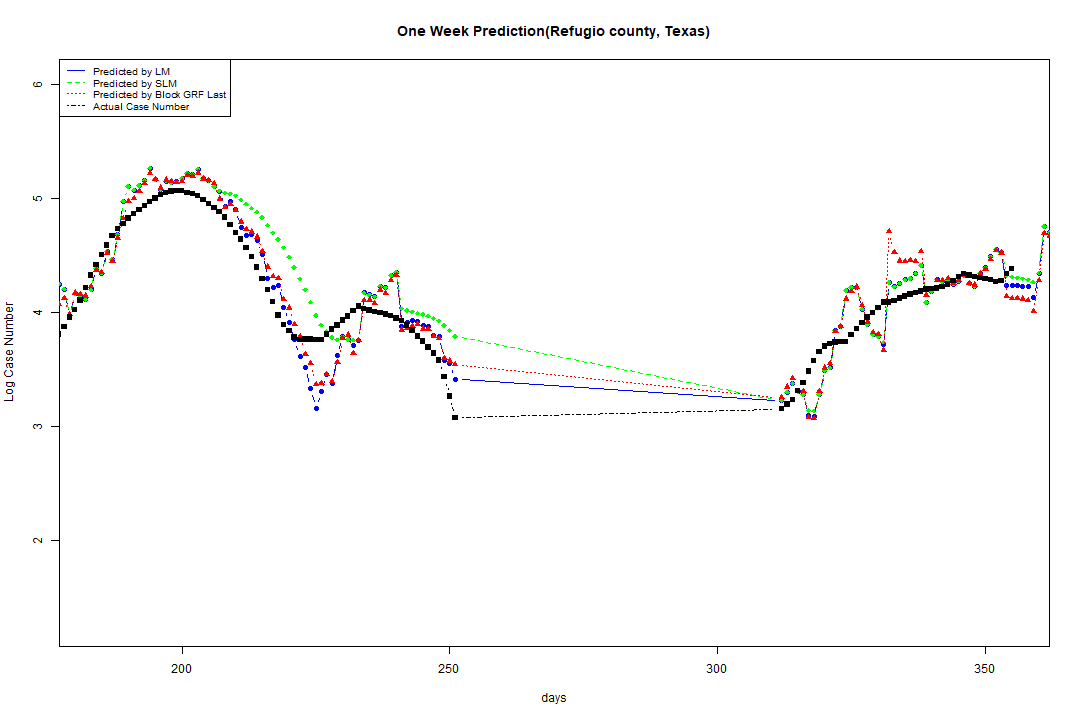 One Week Prediction(Refugio county, Texas)
Predicted by LM
Predicted by SLM
Predicted by Block GRF Last
Actual Case Number
6
5
4
3
2
Log Case Number
200
250
300
350
days